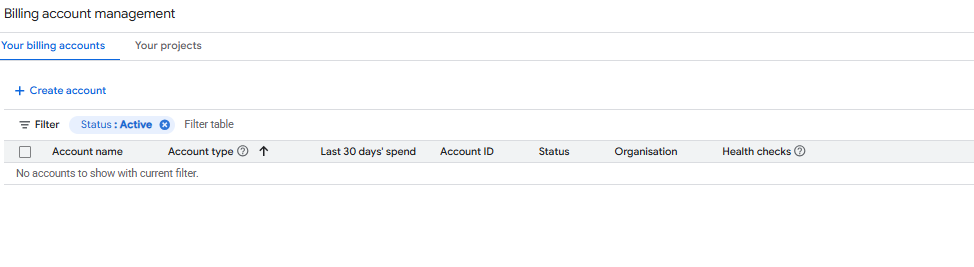 Billing account management
Your billing accounts Your projects
+ Create account
Filter Status : Active Filter table
Account name Account type Last 30 days' spend Account ID Status Organisation Health checks
No accounts to show with current filter.